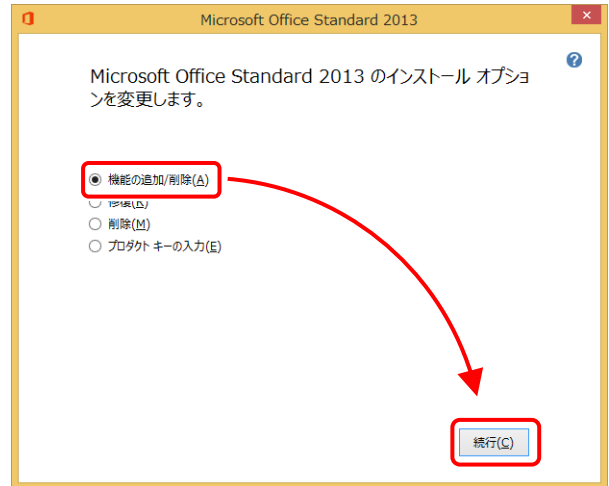 Microsoft Office Standard 2013
Microsoft Office Standard 2013 のインストール オプショ
ンを変更します。
機能の追加/削除(A)
修復(R)
削除(M)
プロダクト キーの入力(E)
続行(C)